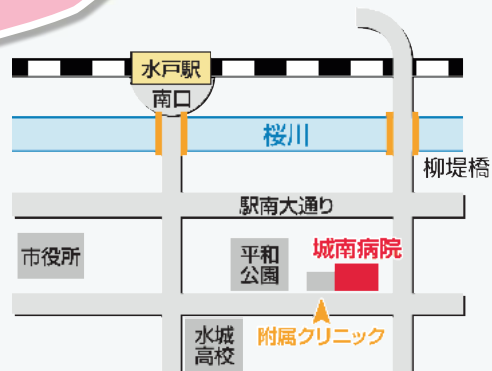 水戸駅
南口
桜川
柳堤橋
駅南大通り
市役所
平和
公園
城南病院
附属クリニック
水城
高校